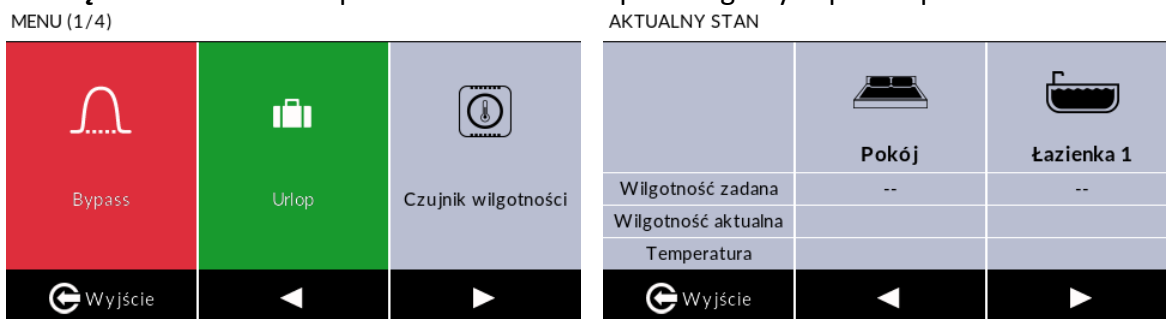 MENU (1/4)
Bypass
Urlop
Czujnik wilgotności
Wyjście
AKTUALNY STAN
Pokój
Łazienka 1
Wilgotność zadana -- --
Wilgotność aktualna
Temperatura
Wyjście